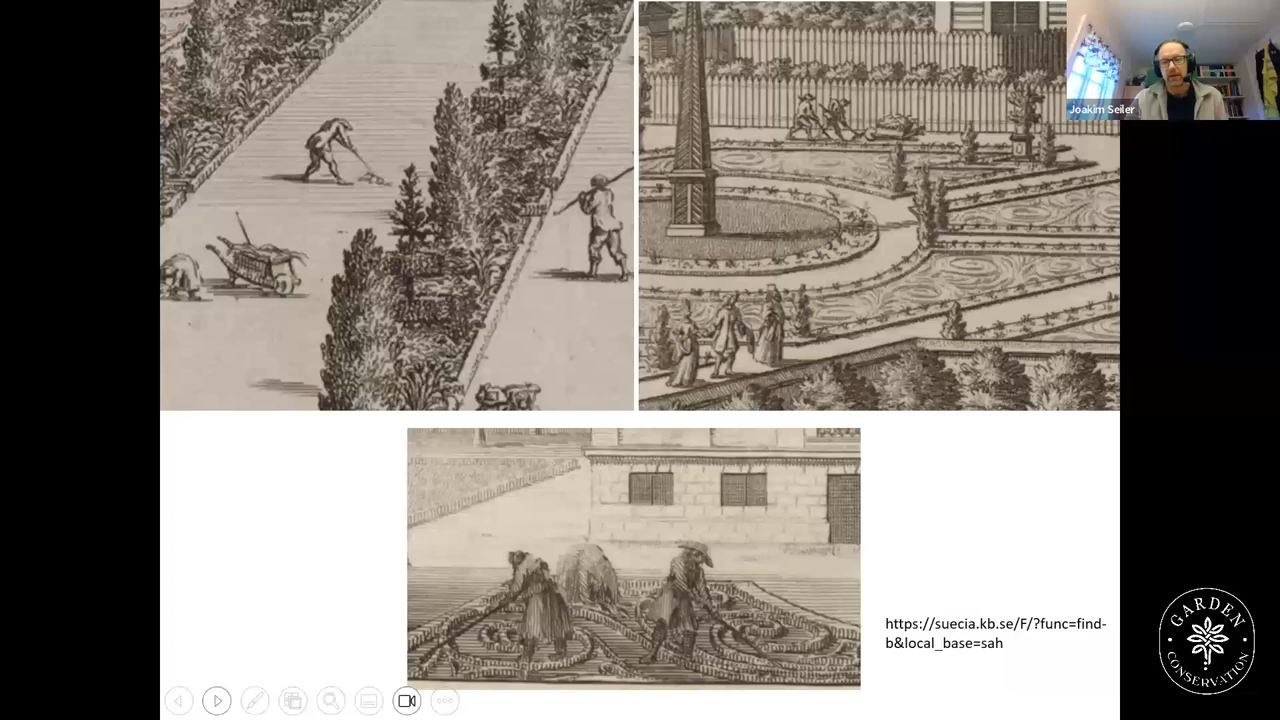 Joakim Seiler
https://suecia.kb.se/F/?func=find-
b&local_base=sah
GARDEN
CONSERVATION